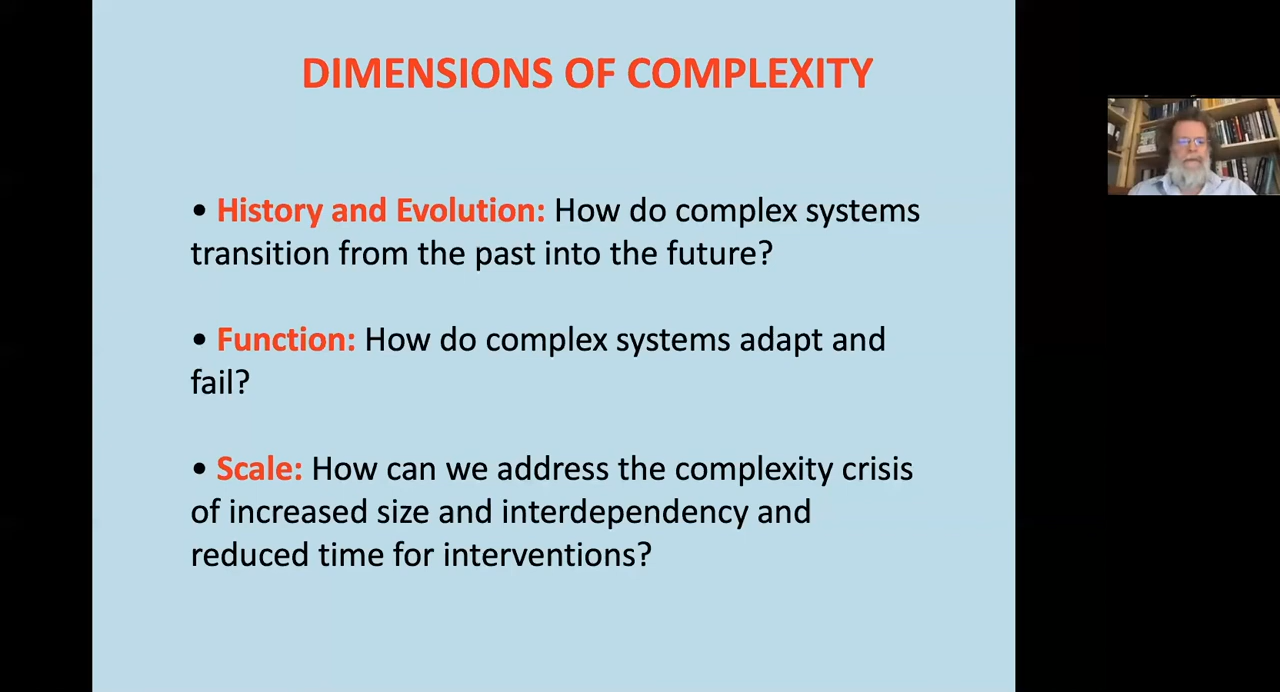 DIMENSIONS OF COMPLEXITY
• History and Evolution: How do complex systems
transition from the past into the future?
• Function: How do complex systems adapt and
fail?
• Scale: How can we address the complexity crisis
of increased size and interdependency and
reduced time for interventions?